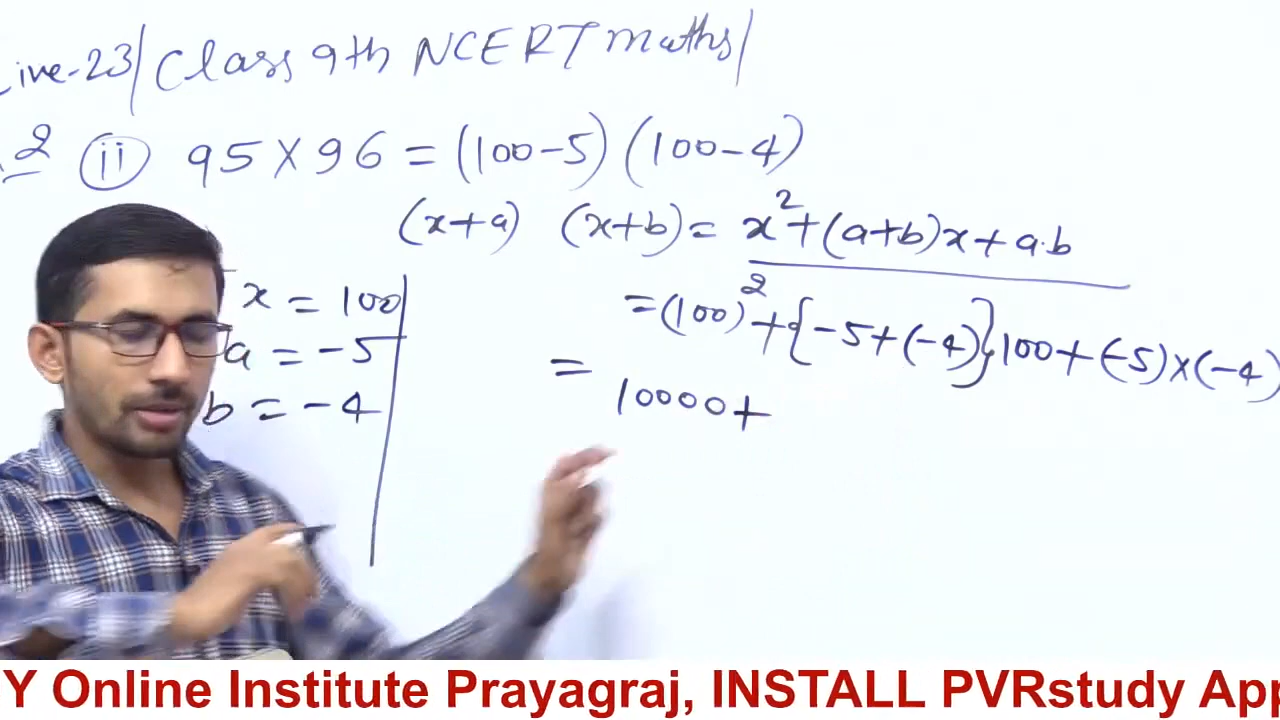 ive-23/Class 9th NCERT maths/
2 (ii) 95 X 96 = (100-5) (100-4)
(x+a) (x+b) = x²+(a+b)x+a.b
x = 100
a = -5
b = -4
=(100)²+{-5+(-4)}100+(-5)×(-4)
= 10000+
Y Online Institute Prayagraj, INSTALL PVRstudy App